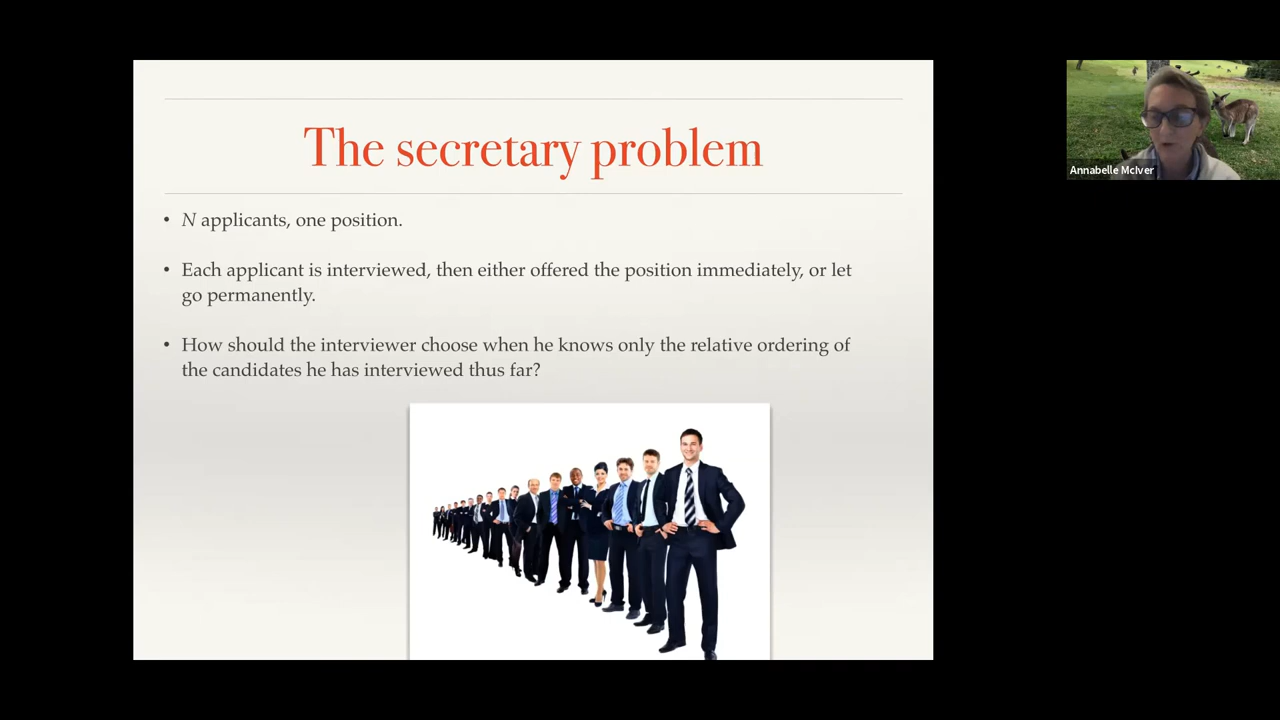 The secretary problem
• N applicants, one position.
• Each applicant is interviewed, then either offered the position immediately, or let
go permanently.
• How should the interviewer choose when he knows only the relative ordering of
the candidates he has interviewed thus far?
Annabelle McIver